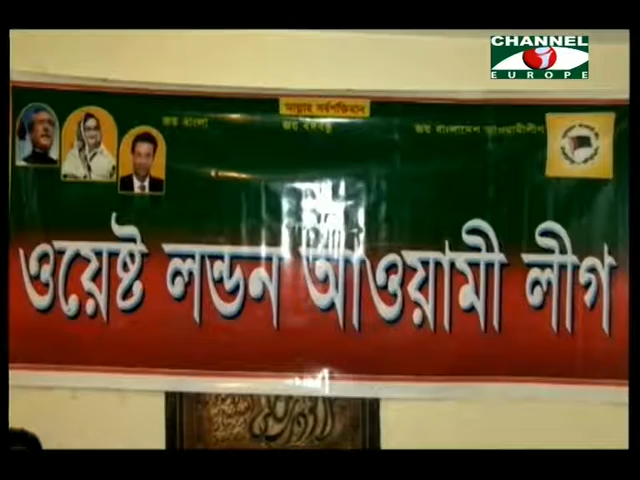 CHANNEL
i
EUROPE
আল্লাহ সর্বশক্তিমান
জয় বাংলা জয় বঙ্গবন্ধু জয় বাংলাদেশ আওয়ামীলীগ
ওয়েষ্ট লন্ডন আওয়ামী লীগ